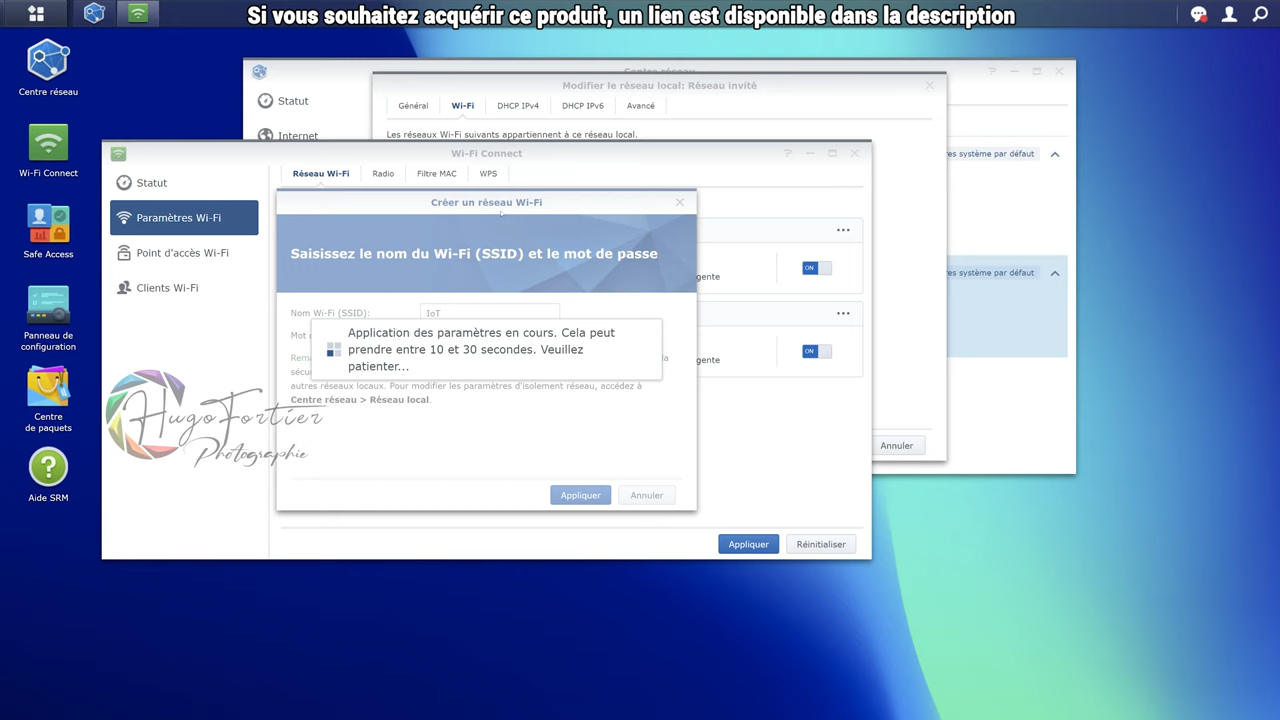 Si vous souhaitez acquérir ce produit, un lien est disponible dans la description
Centre réseau
Wi-Fi Connect
Safe Access
Panneau de
configuration
Centre
de paquets
Aide SRM
Centre réseau
Statut
Internet
Modifier le réseau local: Réseau invité
Général
Wi-Fi
DHCP IPv4
DHCP IPv6
Avancé
Les réseaux Wi-Fi suivants appartiennent à ce réseau local.
système par défaut
système par défaut
Annuler
Wi-Fi Connect
Statut
Paramètres Wi-Fi
Point d'accès Wi-Fi
Clients Wi-Fi
Réseau Wi-Fi
Radio
Filtre MAC
WPS
ON
ON
Créer un réseau Wi-Fi
Saisissez le nom du Wi-Fi (SSID) et le mot de passe
Nom Wi-Fi (SSID):
IoT
Application des paramètres en cours. Cela peut
prendre entre 10 et 30 secondes. Veuillez
patienter...
autres réseaux locaux. Pour modifier les paramètres d'isolement réseau, accédez à
Centre réseau > Réseau local.
Appliquer
Annuler
Appliquer
Réinitialiser
HugoFortier
Photographie